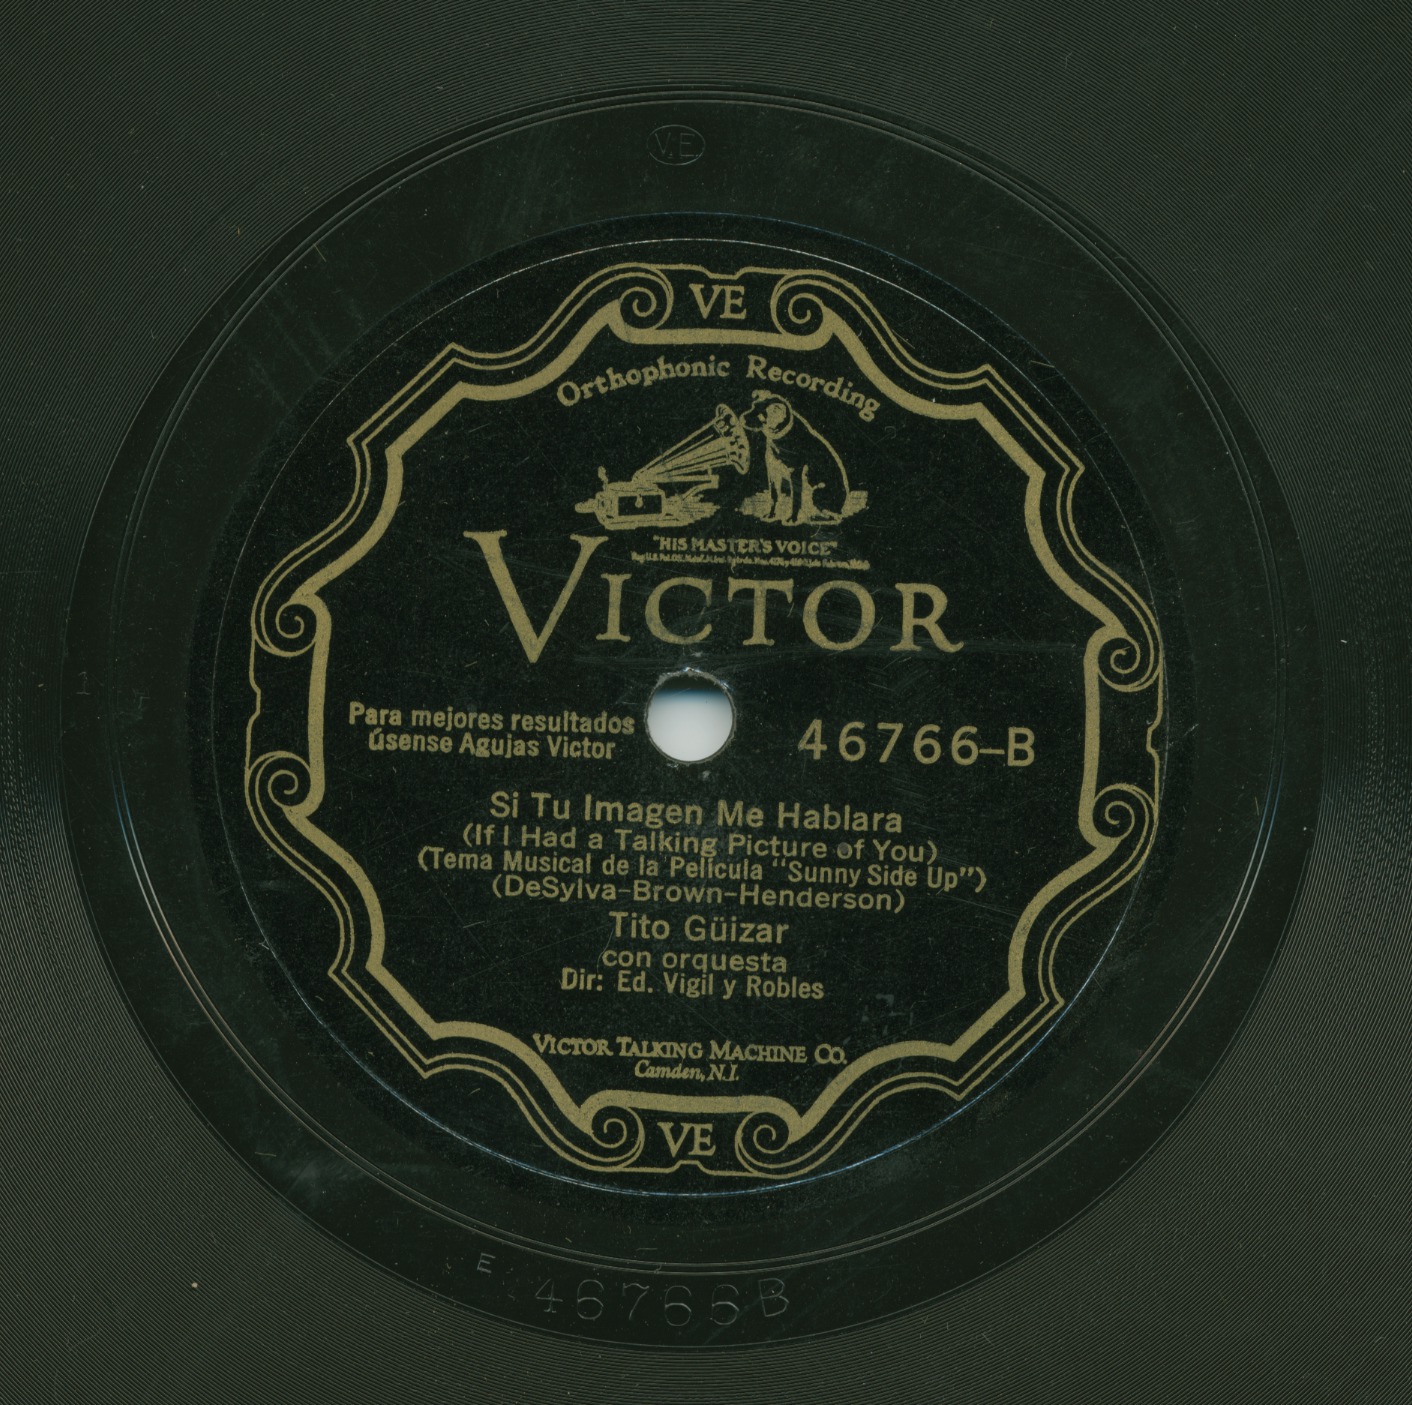 V.E
VE
Orthophonic Recording
"HIS MASTER'S VOICE"
VICTOR
Para mejores resultados
úsense Agujas Victor
46766–B
Si Tu Imagen Me Hablara
(If I Had a Talking Picture of You)
(Tema Musical de la Película "Sunny Side Up")
(DeSylva–Brown–Henderson)
Tito Güizar
con orquesta
Dir: Ed. Vigil y Robles
VICTOR TALKING MACHINE CO.
Camden, N.J.
VE
E
46766B